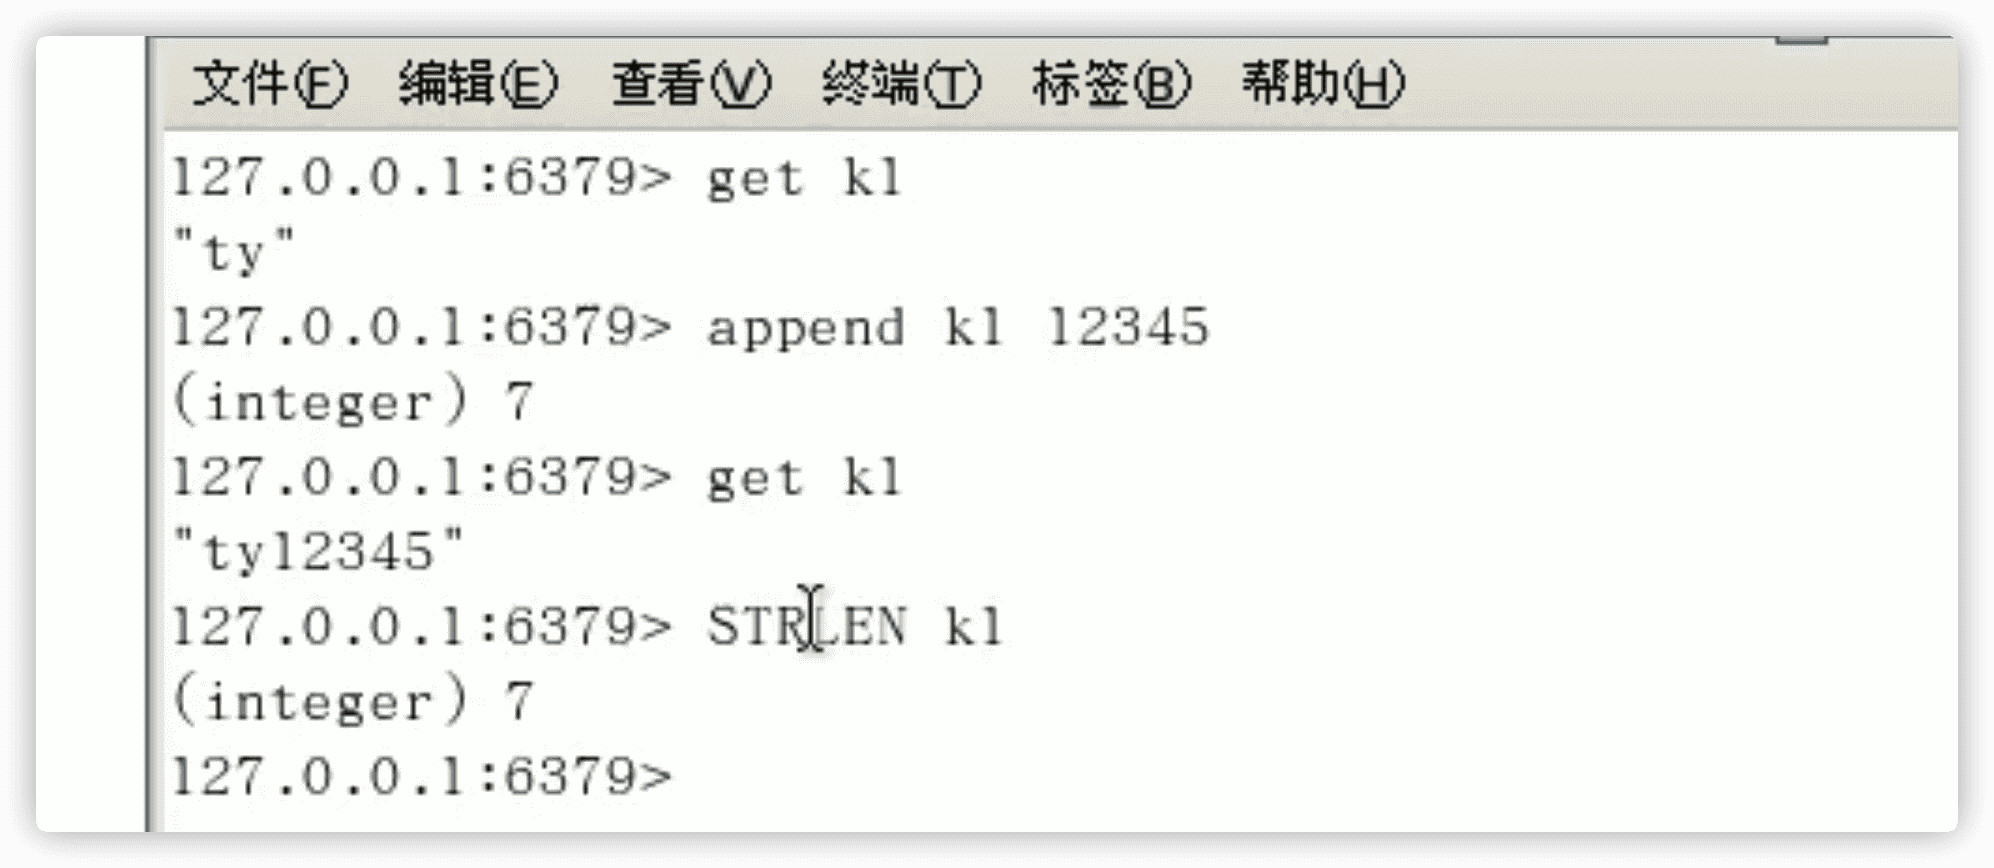 文件(F) 编辑(E) 查看(V) 终端(T) 标签(B) 帮助(H)
127.0.0.1:6379> get k1
"ty"
127.0.0.1:6379> append k1 12345
(integer) 7
127.0.0.1:6379> get k1
"ty12345"
127.0.0.1:6379> STRLEN k1
(integer) 7
127.0.0.1:6379>